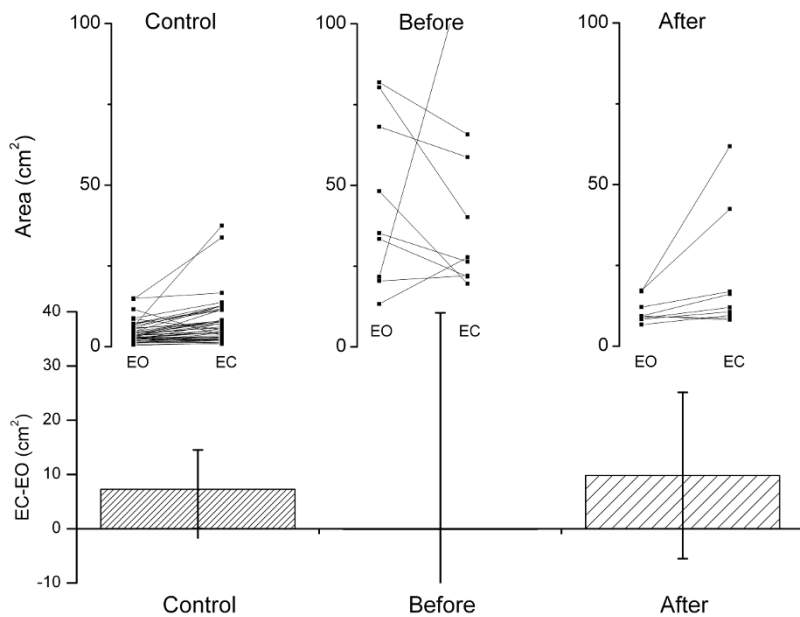 Control
Before
After
100
100
100
Area (cm²)
50
50
50
0
0
0
EO
EC
EO
EC
EO
EC
EC-EO (cm²)
40
30
20
10
0
-10
Control
Before
After